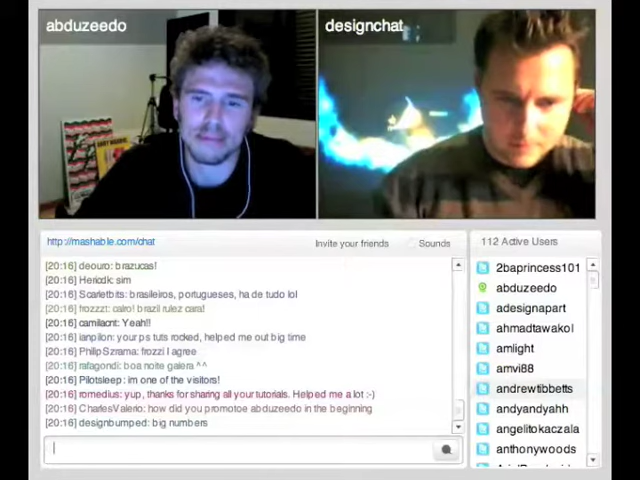 abduzeedo
designchat
http://mashable.com/chat
Invite your friends
Sounds
112 Active Users
[20:16] deouro: brazucas!
[20:16] Hericdk: sim
[20:16] Scarletbits: brasileiros, portugueses, ha de tudo lol
[20:16] frozzzt: cairo! brazil rulez cara!
[20:16] camilacnt: Yeah!!
[20:16] ianpilon: your ps tuts rocked, helped me out big time
[20:16] PhilipSzrama: frozzi I agree
[20:16] rafagondi: boa noite galera ^^
[20:16] Pilotsleep: im one of the visitors!
[20:16] romedius: yup, thanks for sharing all your tutorials. Helped me a lot :-)
[20:16] CharlesValerio: how did you promotoe abduzeedo in the beginning
[20:16] designbumped: big numbers
2baprincess101
abduzeedo
adesignapart
ahmadtawakol
amlight
amvi88
andrewtibbetts
andyandyahh
angelitokaczala
anthonywoods